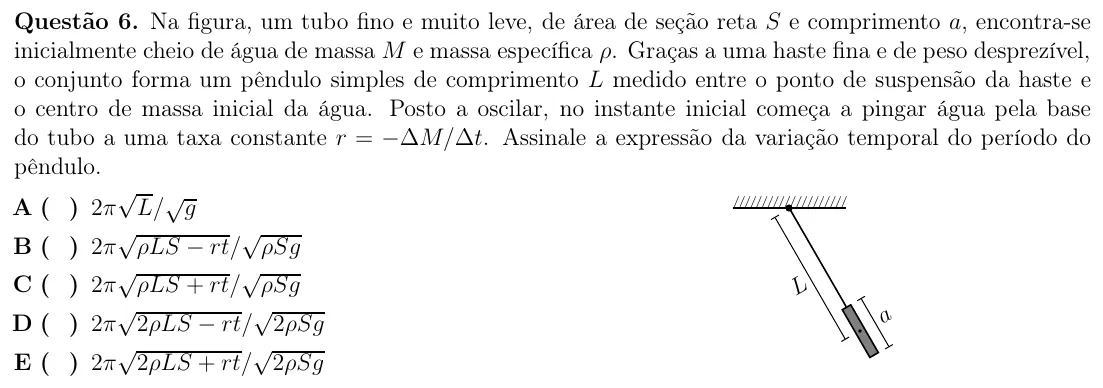 Questão 6. Na figura, um tubo fino e muito leve, de área de seção reta S e comprimento a, encontra-se
inicialmente cheio de água de massa M e massa específica ρ. Graças a uma haste fina e de peso desprezível,
o conjunto forma um pêndulo simples de comprimento L medido entre o ponto de suspensão da haste e
o centro de massa inicial da água. Posto a oscilar, no instante inicial começa a pingar água pela base
do tubo a uma taxa constante r = −ΔM/Δt. Assinale a expressão da variação temporal do período do
pêndulo.
A ( ) 2π√L/√g
B ( ) 2π√(ρLS − rt)/√(ρSg)
C ( ) 2π√(ρLS + rt)/√(ρSg)
D ( ) 2π√(2ρLS − rt)/√(2ρSg)
E ( ) 2π√(2ρLS + rt)/√(2ρSg)
L
a